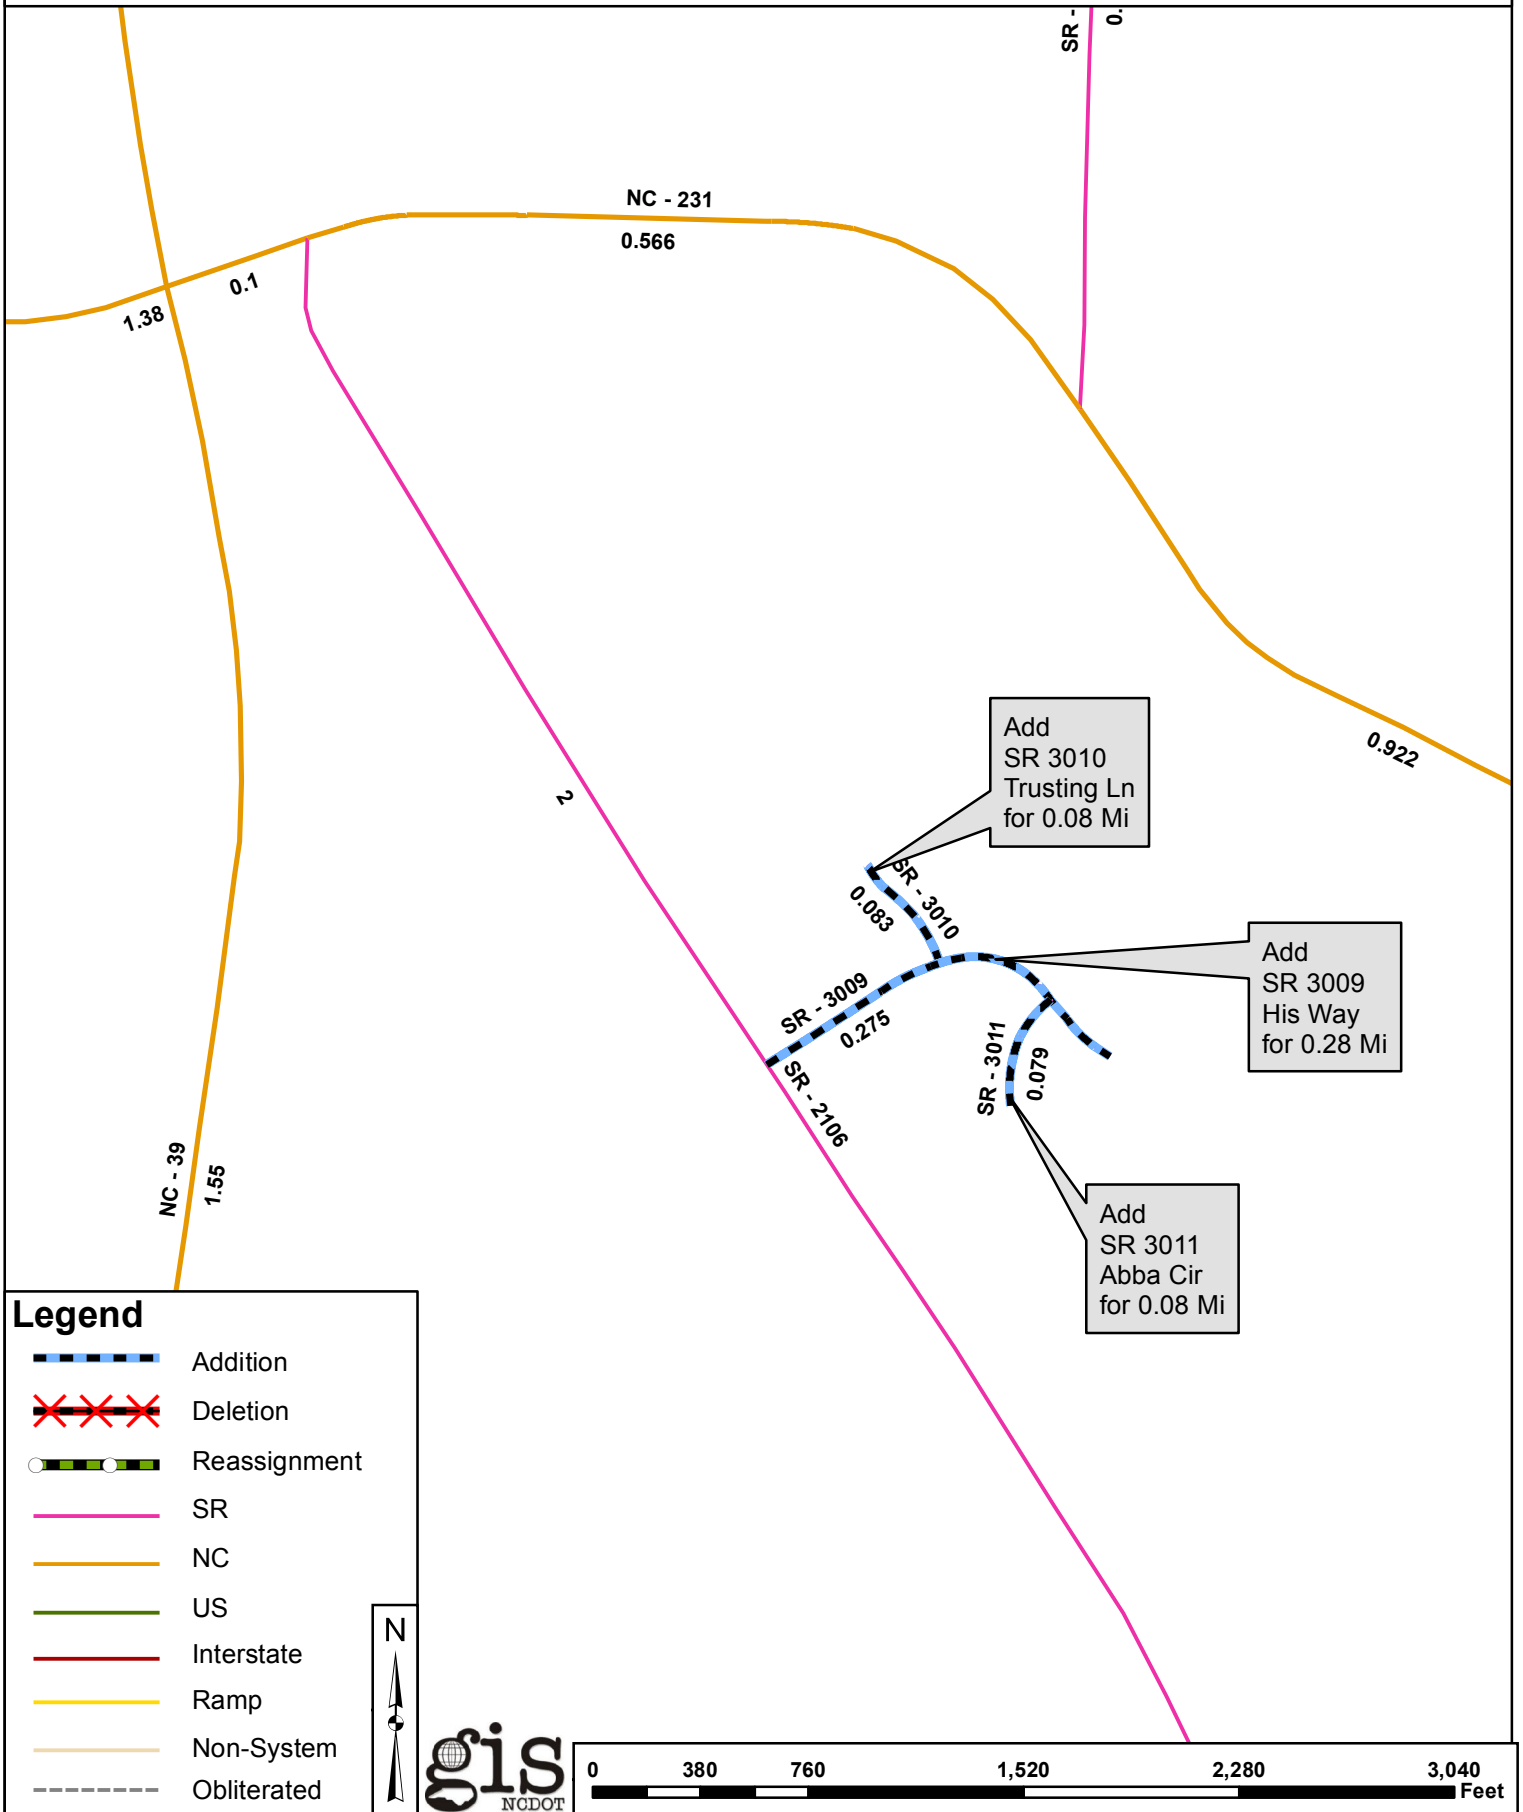 SR -
0.
NC - 231
0.566
0.1
1.38
0.922
2
Add
SR 3010
Trusting Ln
for 0.08 Mi
SR - 3010
0.083
Add
SR 3009
His Way
for 0.28 Mi
SR - 3009
0.275
SR - 3011
0.079
SR - 2106
NC - 39
1.55
Add
SR 3011
Abba Cir
for 0.08 Mi
Legend
Addition
Deletion
Reassignment
SR
NC
US
Interstate
Ramp
Non-System
Obliterated
N
gis
NCDOT
0 380 760 1,520 2,280 3,040
Feet